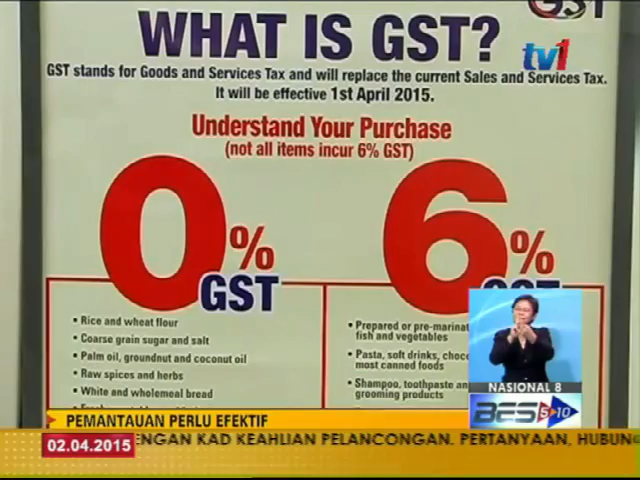 GST
tv1
WHAT IS GST?
GST stands for Goods and Services Tax and will replace the current Sales and Services Tax.
It will be effective 1st April 2015.
Understand Your Purchase
(not all items incur 6% GST)
0%
GST
• Rice and wheat flour
• Coarse grain sugar and salt
• Palm oil, groundnut and coconut oil
• Raw spices and herbs
• White and wholemeal bread
6%
GST
• Prepared or pre-marinat
fish and vegetables
• Pasta, soft drinks, choc
most canned foods
• Shampoo, toothpaste an
grooming products
NASIONAL 8
BES 5-10
PEMANTAUAN PERLU EFEKTIF
02.04.2015
ENGAN KAD KEAHLIAN PELANCONGAN. PERTANYAAN, HUBUNG